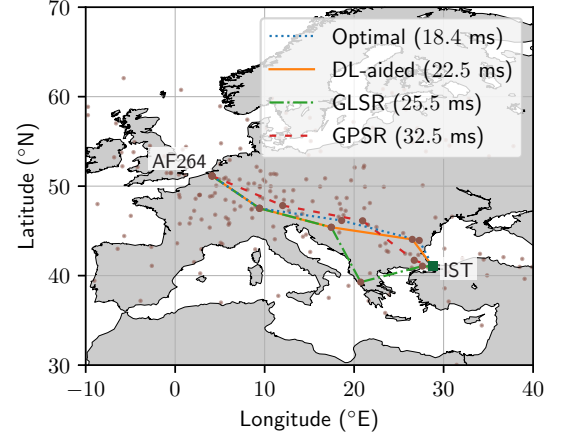 70
60
50
40
30
Latitude (°N)
Optimal (18.4 ms)
DL-aided (22.5 ms)
GLSR (25.5 ms)
GPSR (32.5 ms)
AF264
IST
−10 0 10 20 30 40
Longitude (°E)